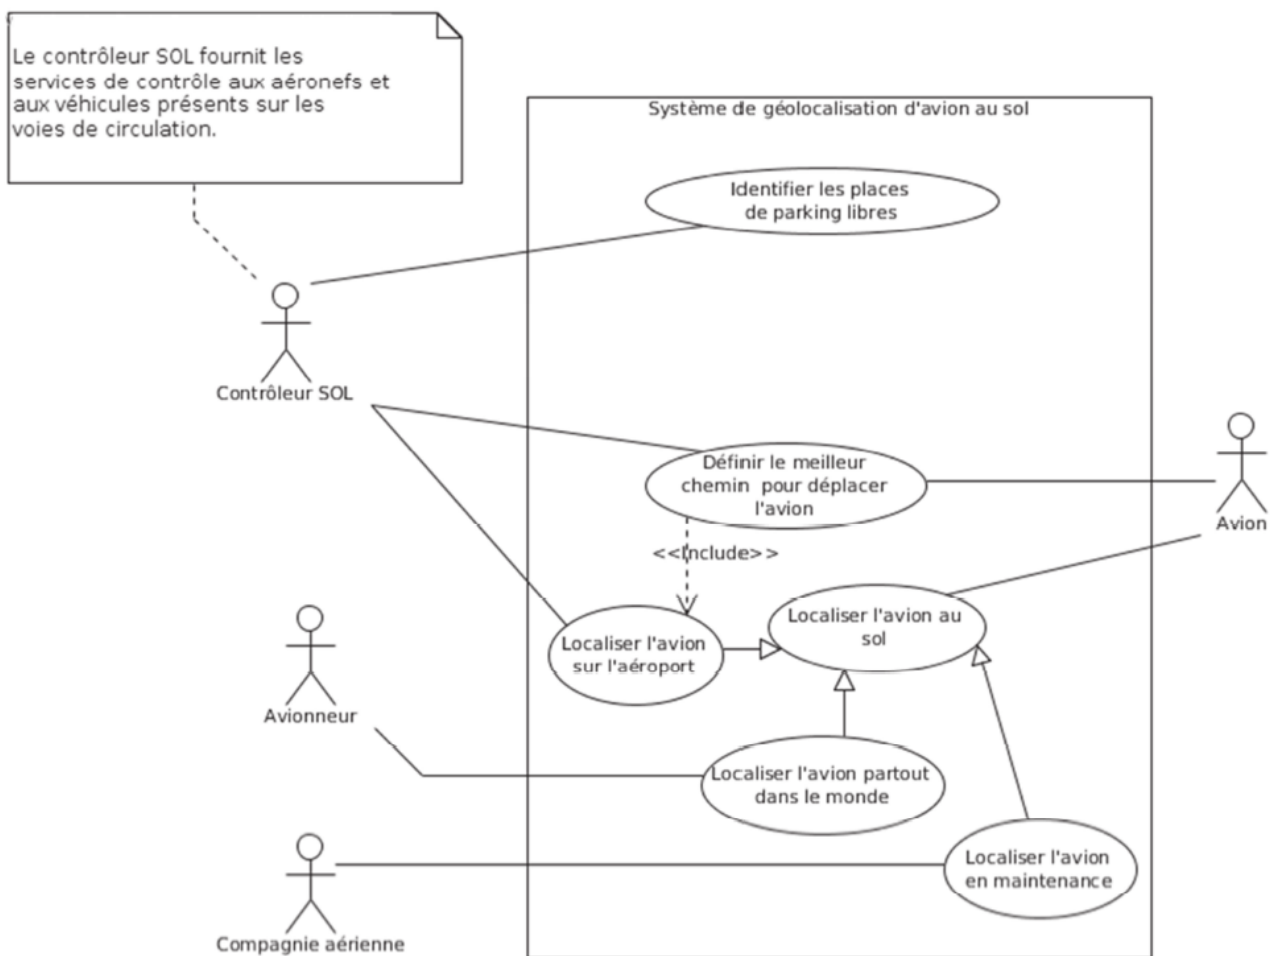 Le contrôleur SOL fournit les
services de contrôle aux aéronefs et
aux véhicules présents sur les
voies de circulation.
Système de géolocalisation d'avion au sol
Identifier les places
de parking libres
Contrôleur SOL
Définir le meilleur
chemin pour déplacer
l'avion
Avion
<<Include>>
Localiser l'avion au
sol
Localiser l'avion
sur l'aéroport
Avionneur
Localiser l'avion partout
dans le monde
Localiser l'avion
en maintenance
Compagnie aérienne